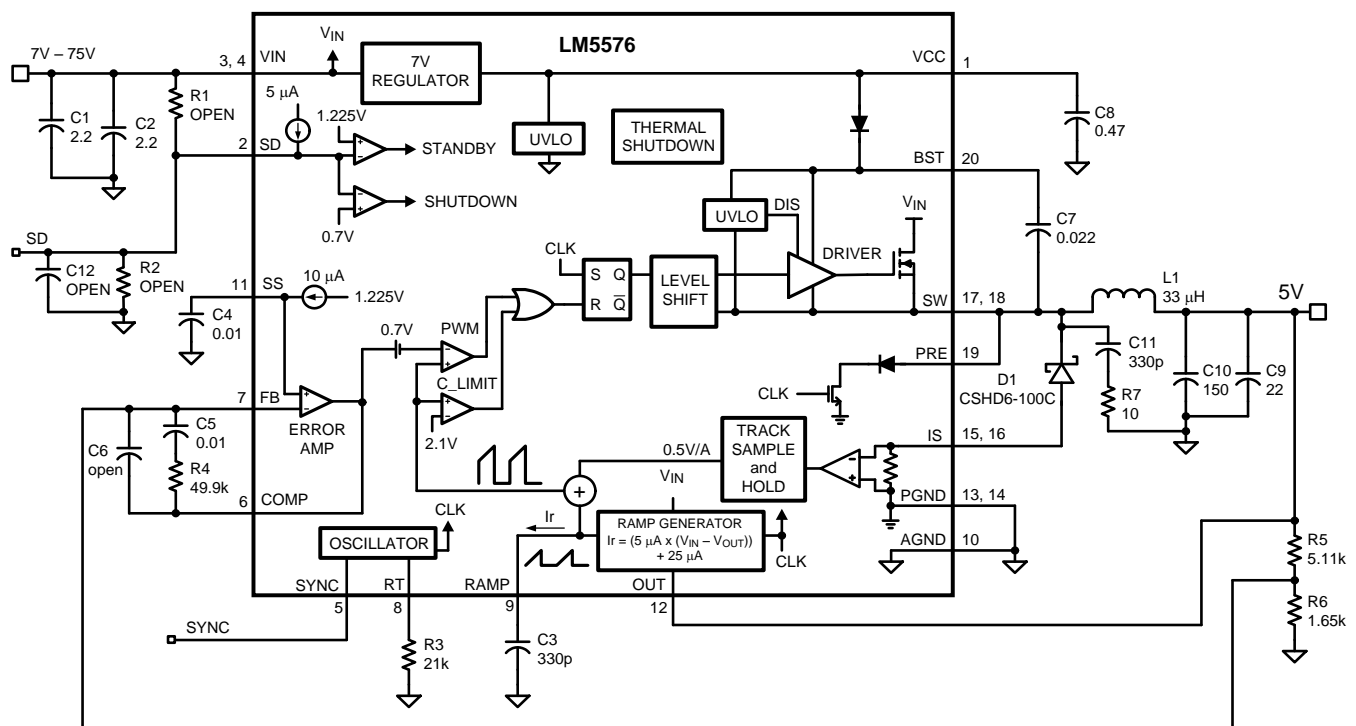 LM5576
7V – 75V
3, 4
VIN
VIN
7V
REGULATOR
VCC
1
C1
2.2
C2
2.2
R1
OPEN
5 µA
1.225V
2
SD
STANDBY
SHUTDOWN
0.7V
UVLO
THERMAL
SHUTDOWN
C8
0.47
BST
20
UVLO
DIS
DRIVER
VIN
C7
0.022
SD
C12
OPEN
R2
OPEN
11
SS
10 µA
1.225V
C4
0.01
CLK
S Q
R Q̅
LEVEL
SHIFT
SW
17, 18
L1
33 µH
5V
0.7V
PWM
C_LIMIT
2.1V
PRE
19
CLK
C11
330p
R7
10
C10
150
C9
22
D1
CSHD6-100C
7
FB
ERROR
AMP
C5
0.01
C6
open
R4
49.9k
6
COMP
0.5V/A
TRACK
SAMPLE
and
HOLD
IS
15, 16
PGND
13, 14
AGND
10
VIN
Ir
RAMP GENERATOR
Ir = (5 µA x (VIN – VOUT))
+ 25 µA
CLK
CLK
OSCILLATOR
SYNC
5
RT
8
RAMP
9
OUT
12
R5
5.11k
R6
1.65k
SYNC
R3
21k
C3
330p